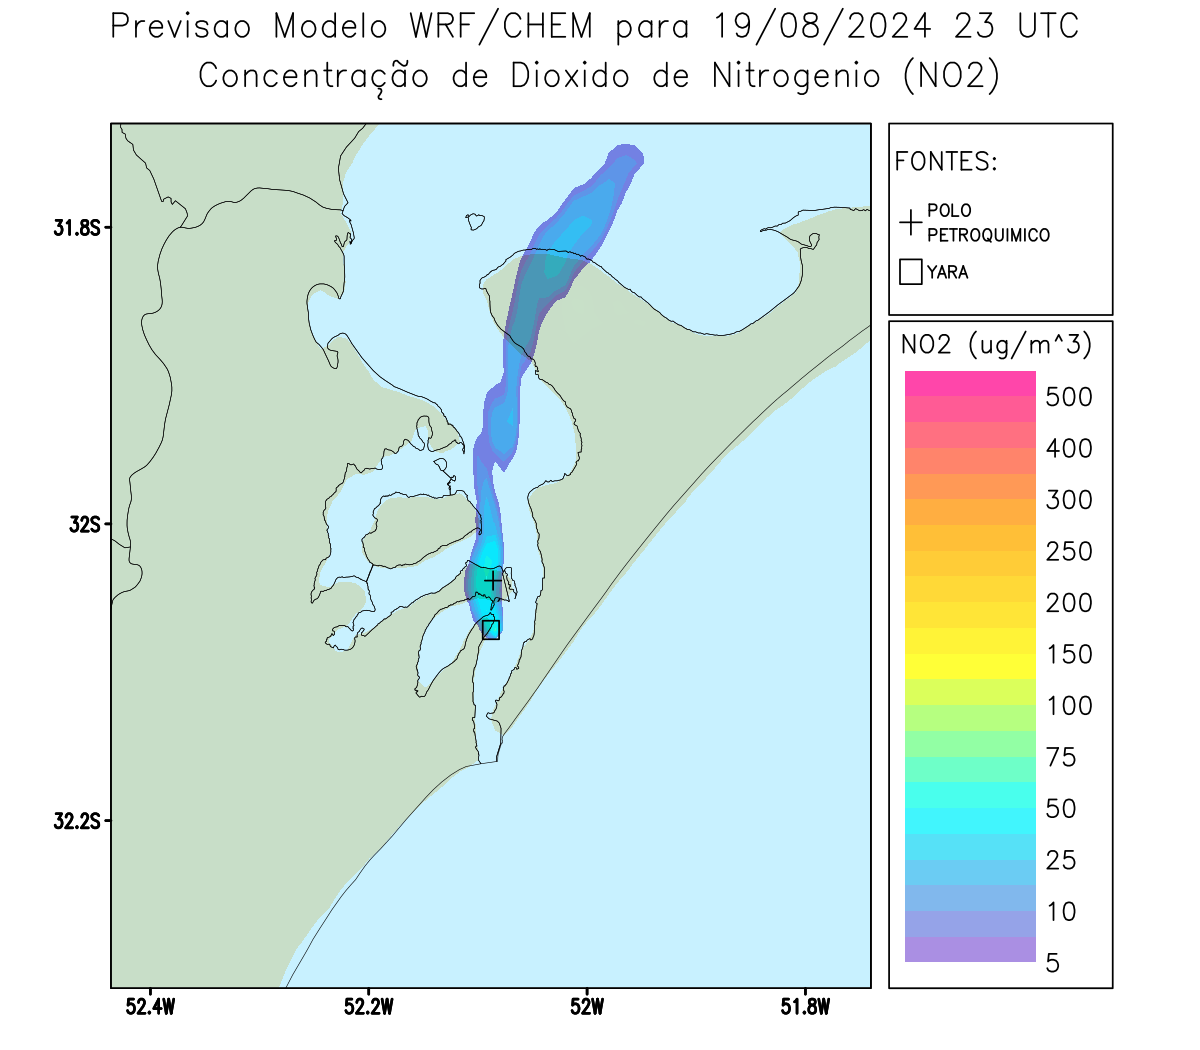 Previsao Modelo WRF/CHEM para 19/08/2024 23 UTC
Concentração de Dioxido de Nitrogenio (NO2)
FONTES:
POLO
PETROQUIMICO
YARA
31.8S
32S
32.2S
52.4W
52.2W
52W
51.8W
NO2 (ug/m^3)
500
400
300
250
200
150
100
75
50
25
10
5